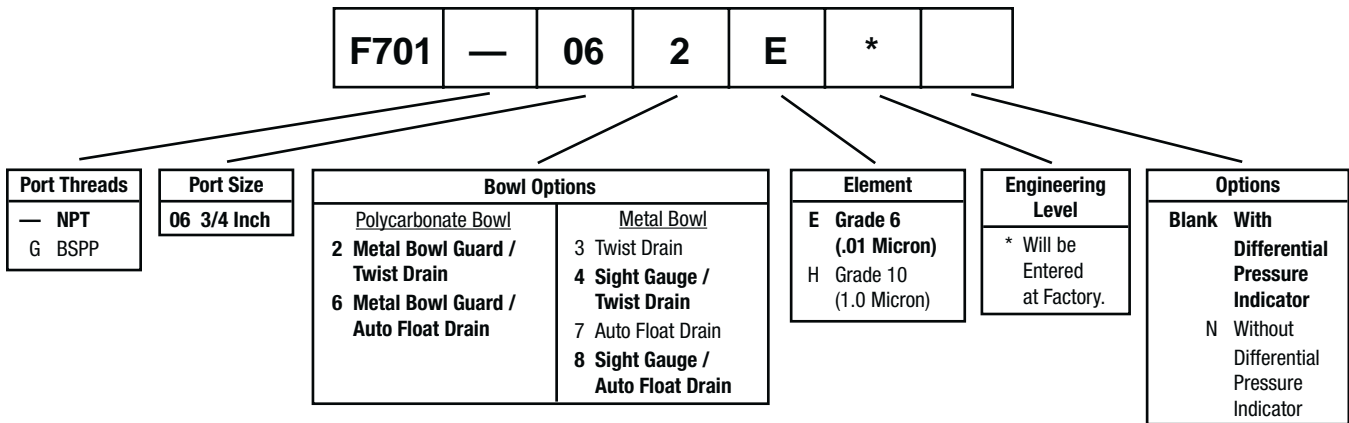 F701 — 06 2 E *
Port Threads
— NPT
G BSPP
Port Size
06 3/4 Inch
Bowl Options
Polycarbonate Bowl
2 Metal Bowl Guard /
Twist Drain
6 Metal Bowl Guard /
Auto Float Drain
Metal Bowl
3 Twist Drain
4 Sight Gauge /
Twist Drain
7 Auto Float Drain
8 Sight Gauge /
Auto Float Drain
Element
E Grade 6
(.01 Micron)
H Grade 10
(1.0 Micron)
Engineering
Level
* Will be
Entered
at Factory.
Options
Blank With
Differential
Pressure
Indicator
N Without
Differential
Pressure
Indicator